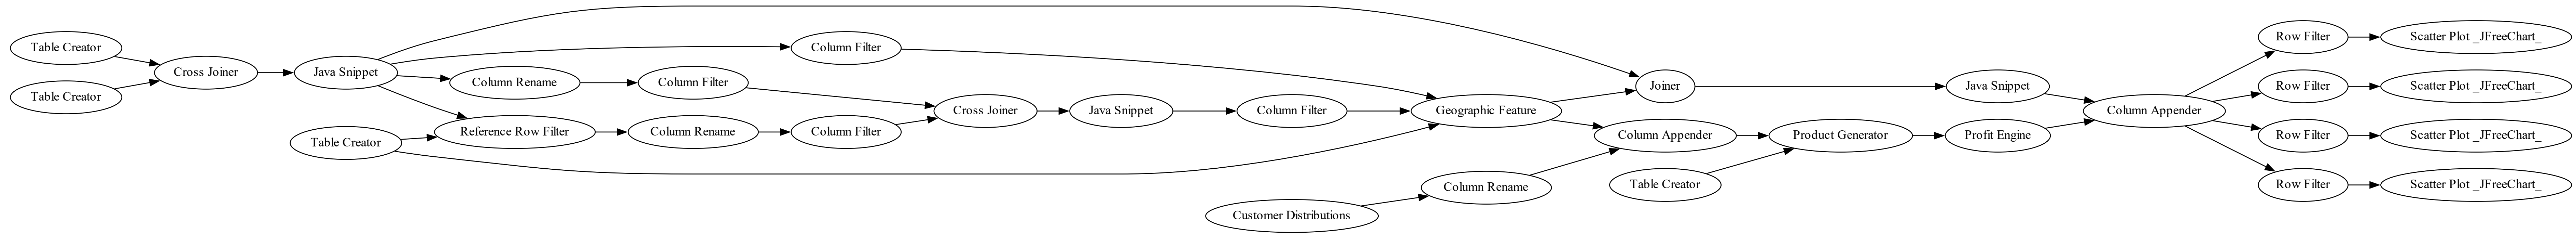 Table Creator
Table Creator
Cross Joiner
Java Snippet
Table Creator
Column Filter
Column Rename
Column Filter
Reference Row Filter
Column Rename
Column Filter
Cross Joiner
Java Snippet
Column Filter
Geographic Feature
Customer Distributions
Column Rename
Joiner
Column Appender
Table Creator
Product Generator
Java Snippet
Profit Engine
Column Appender
Row Filter
Scatter Plot _JFreeChart_
Row Filter
Scatter Plot _JFreeChart_
Row Filter
Scatter Plot _JFreeChart_
Row Filter
Scatter Plot _JFreeChart_